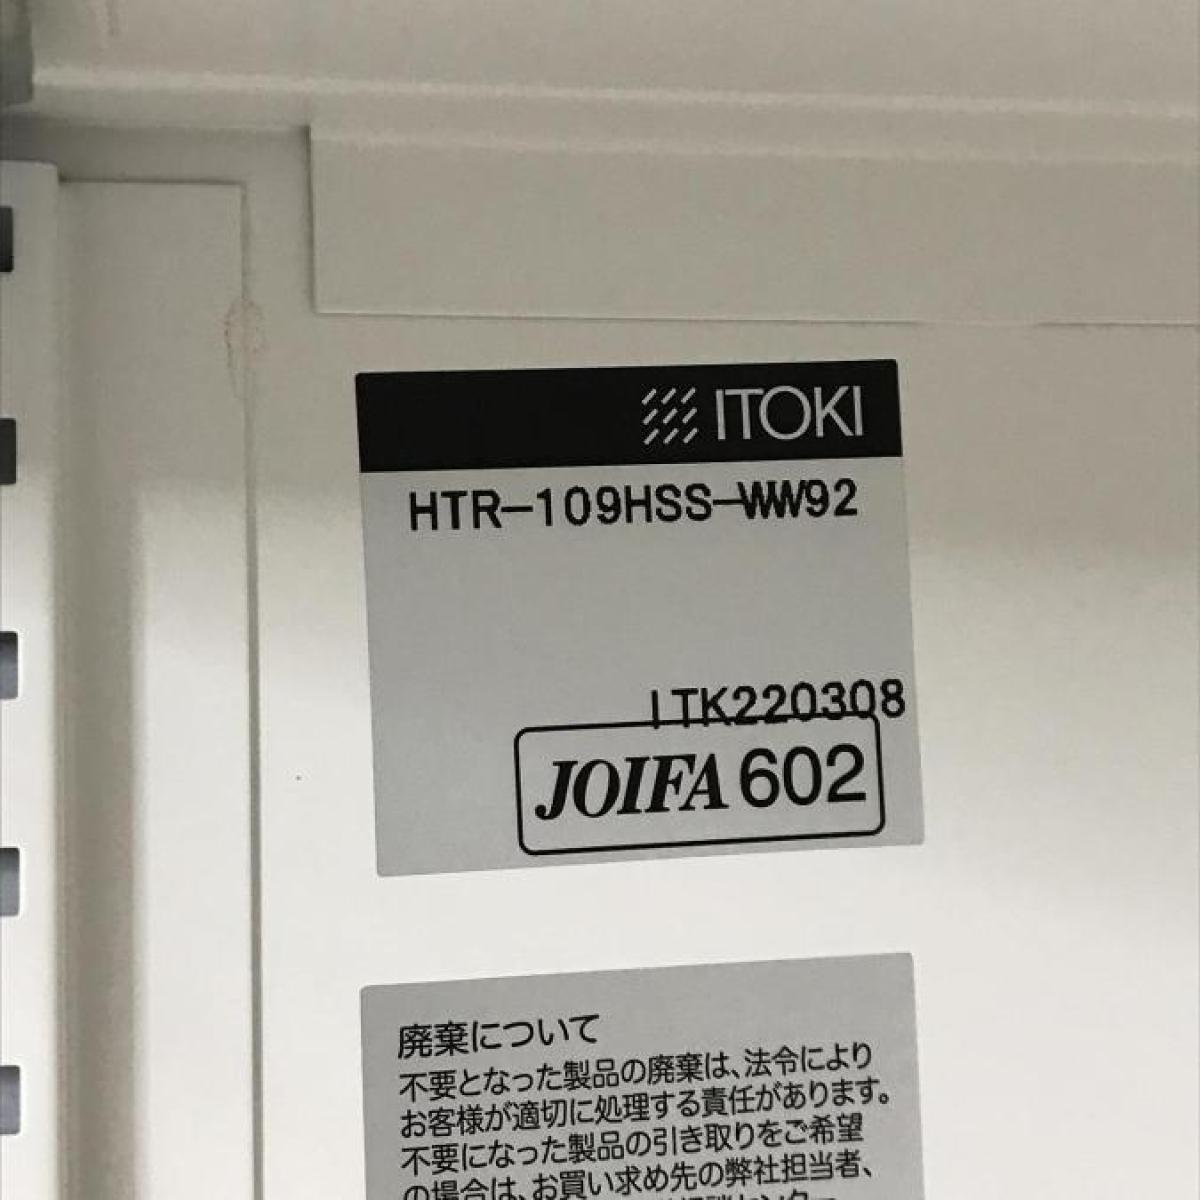 ITOKI
HTR-109HSS-WW92
ITK220308
JOIFA 602
廃棄について
不要となった製品の廃棄は、法令により
お客様が適切に処理する責任があります。
不要になった製品の引き取りをご希望
の場合は、お買い求め先の弊社担当者、